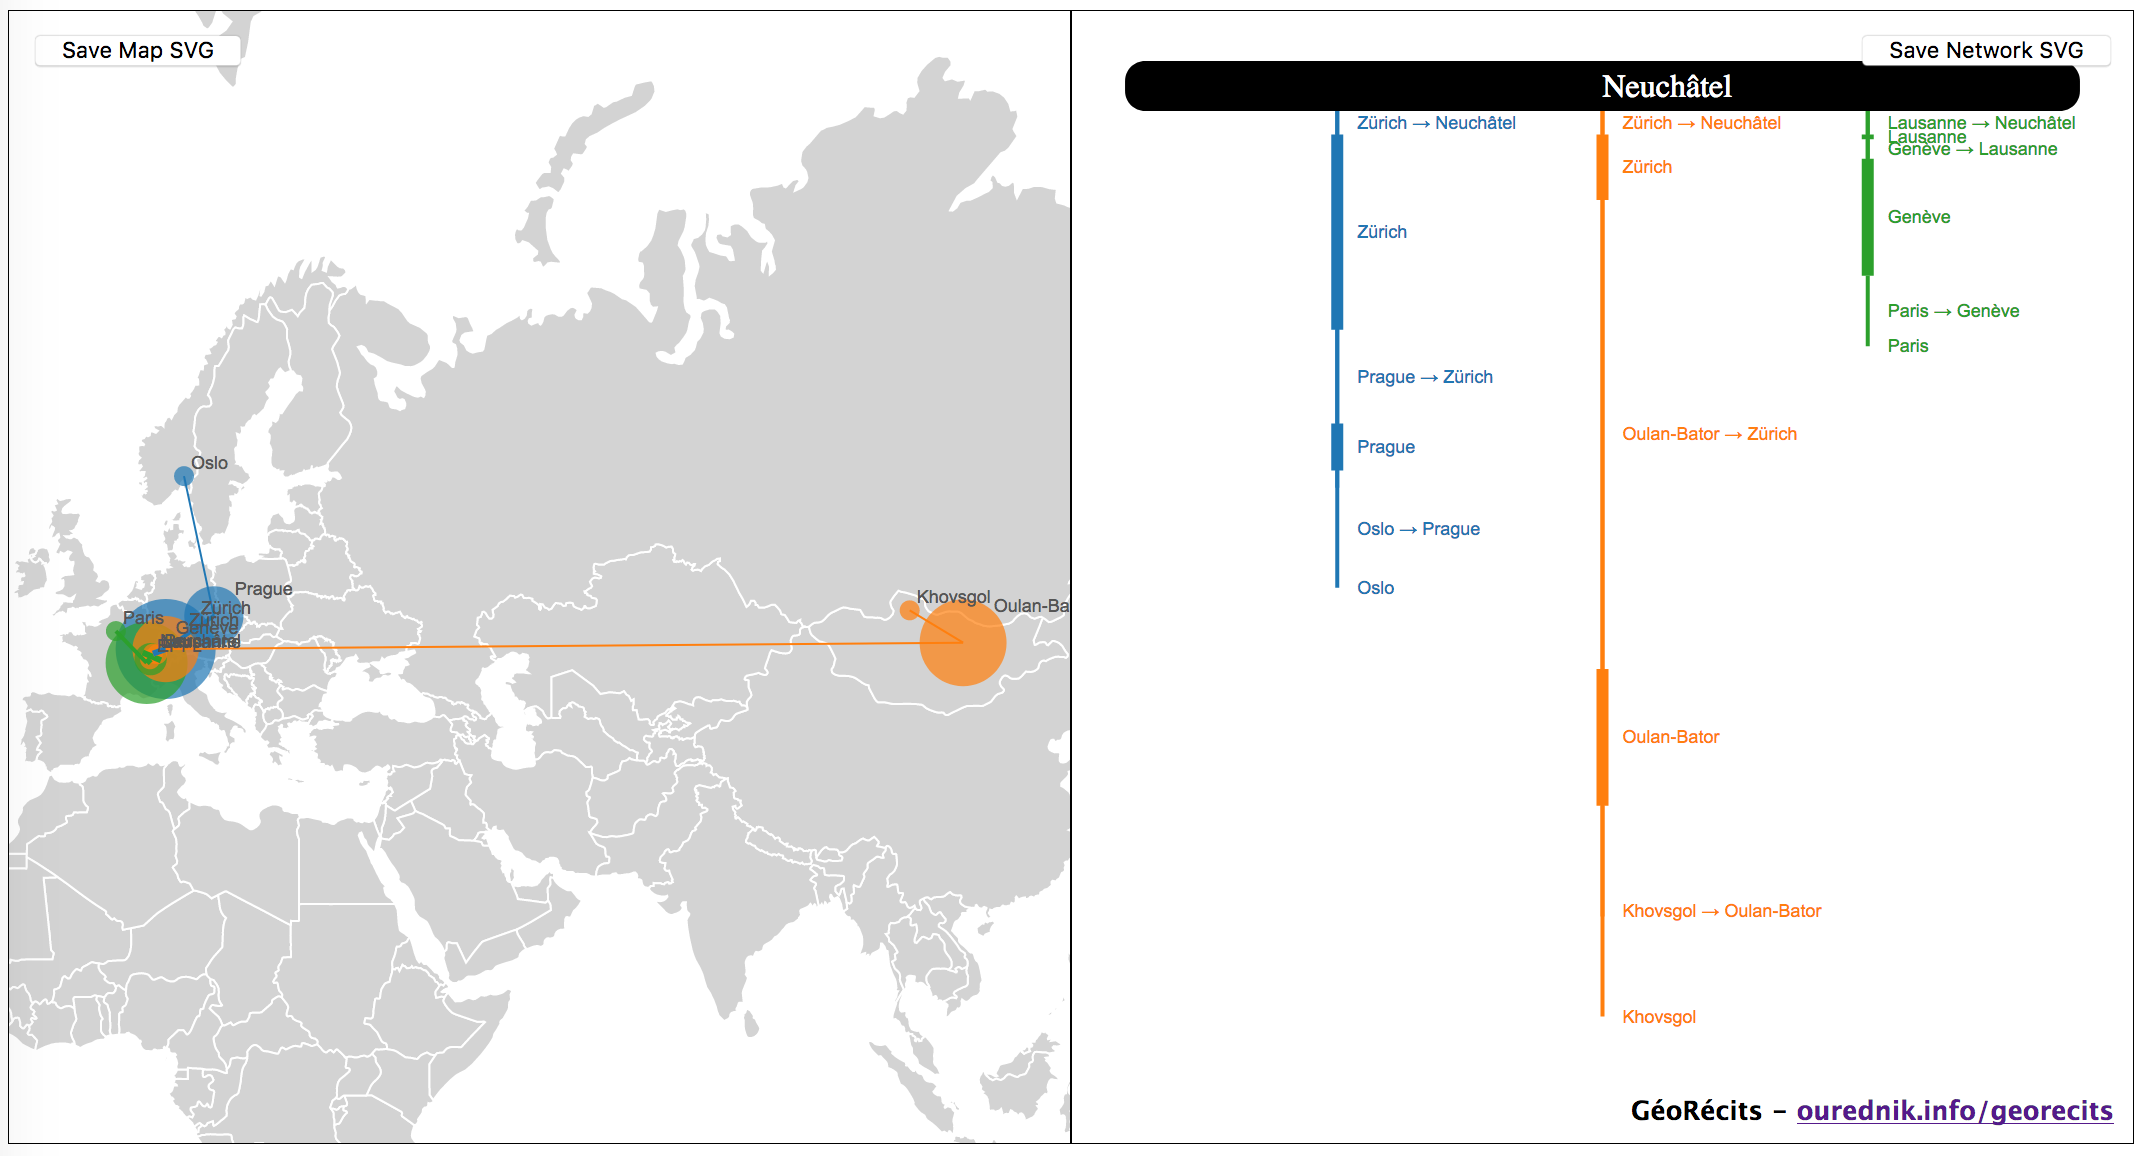 Save Map SVG
Oslo
Prague
Zürich
Paris
Zürich
Genève
EPFL
Khovsgol
Oulan-Ba
Save Network SVG
Neuchâtel
Zürich → Neuchâtel
Zürich
Prague → Zürich
Prague
Oslo → Prague
Oslo
Zürich → Neuchâtel
Zürich
Oulan-Bator → Zürich
Oulan-Bator
Khovsgol → Oulan-Bator
Khovsgol
Lausanne → Neuchâtel
Lausanne
Genève → Lausanne
Genève
Paris → Genève
Paris
GéoRécits – ourednik.info/georecits